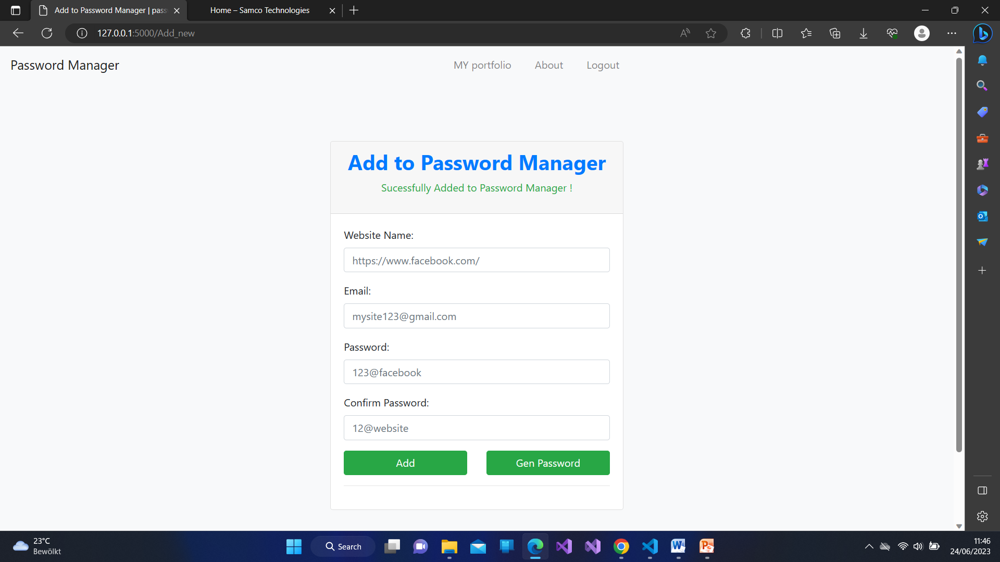 Add to Password Manager | pass
Home – Samco Technologies
127.0.0.1:5000/Add_new
Password Manager
MY portfolio
About
Logout
Add to Password Manager
Sucessfully Added to Password Manager !
Website Name:
https://www.facebook.com/
Email:
mysite123@gmail.com
Password:
123@facebook
Confirm Password:
12@website
Add
Gen Password
23°C
Bewölkt
Search
11:46
24/06/2023